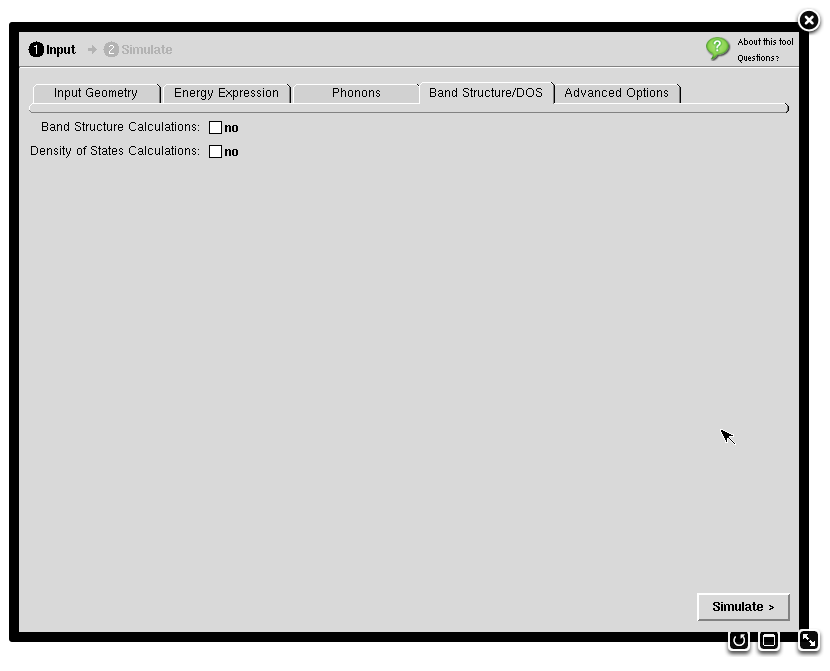 1 Input → 2 Simulate
About this tool
Questions?
Input Geometry Energy Expression Phonons Band Structure/DOS Advanced Options
Band Structure Calculations: no
Density of States Calculations: no
Simulate >